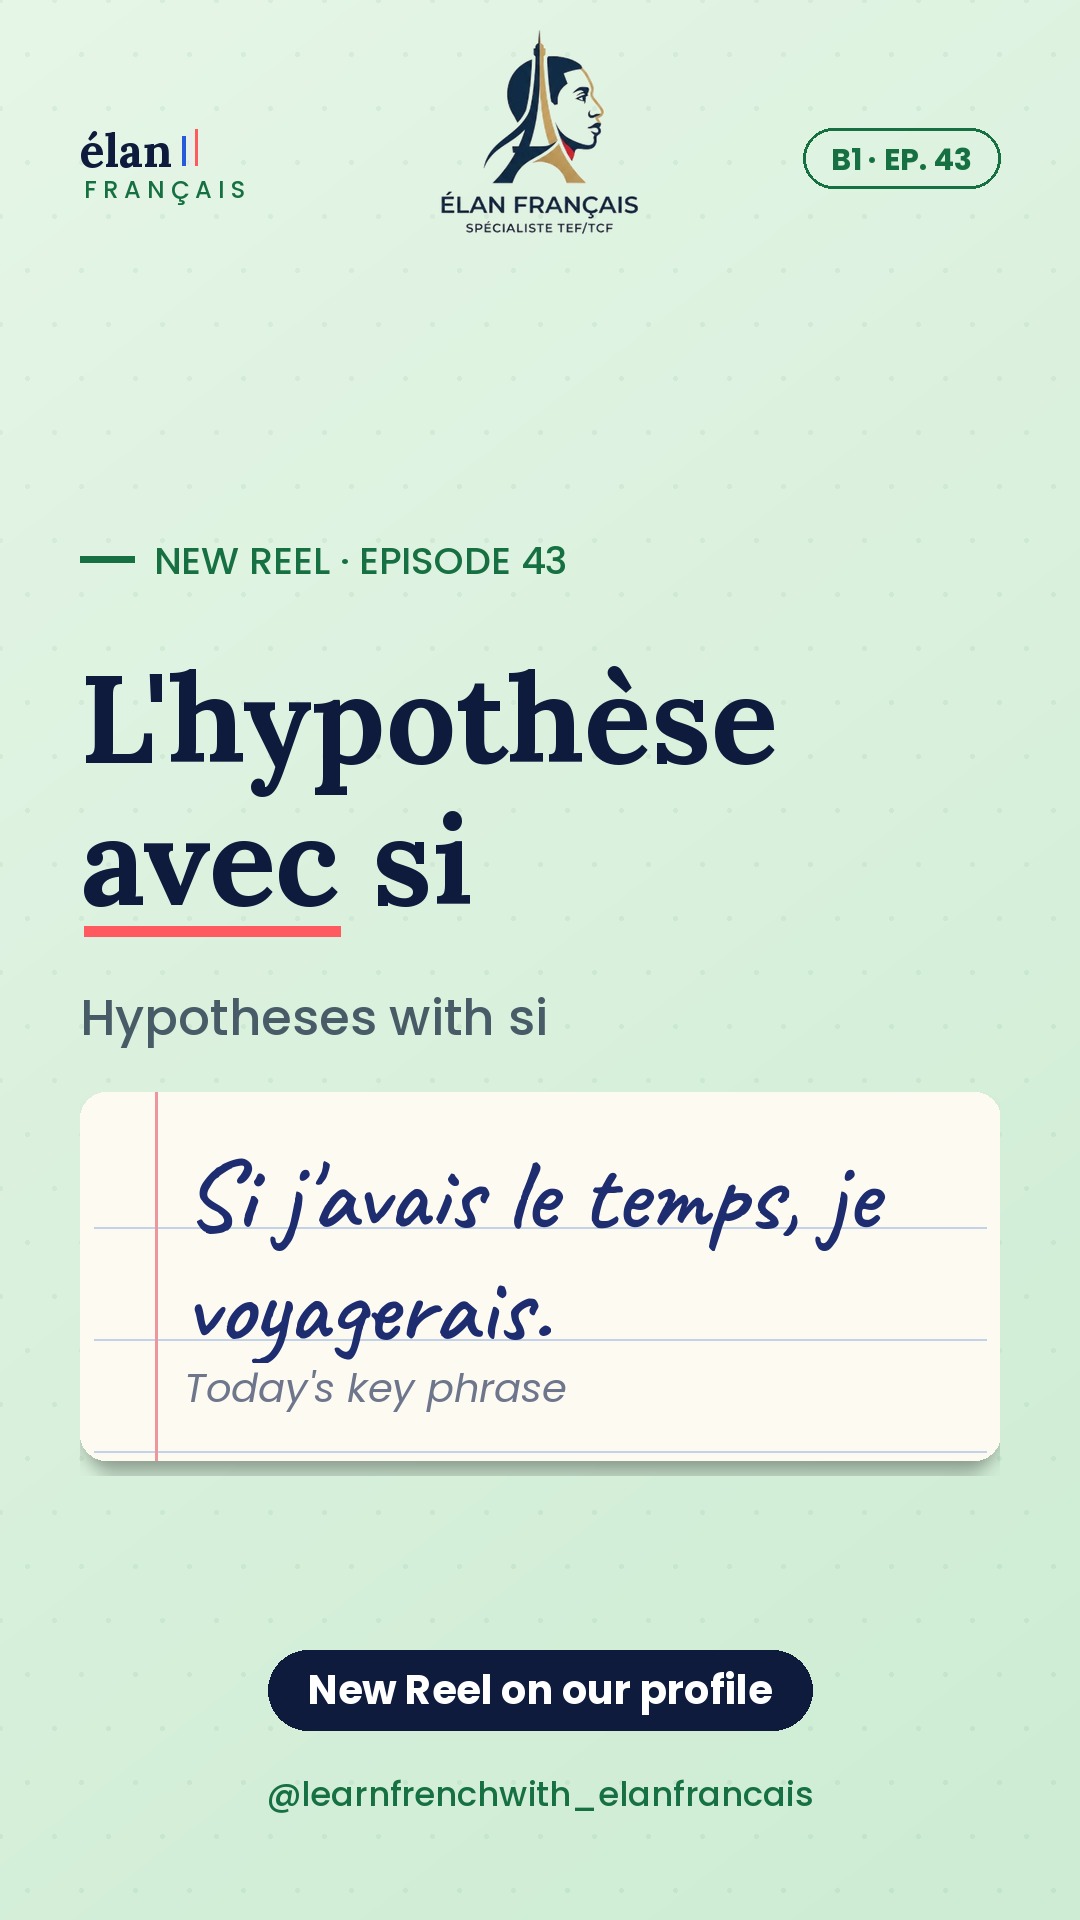 élan
FRANÇAIS
ÉLAN FRANÇAIS
SPÉCIALISTE TEF/TCF
B1 · EP. 43
NEW REEL · EPISODE 43
L'hypothèse
avec si
Hypotheses with si
Si j'avais le temps, je
voyagerais.
Today's key phrase
New Reel on our profile
@learnfrenchwith_elanfrancais